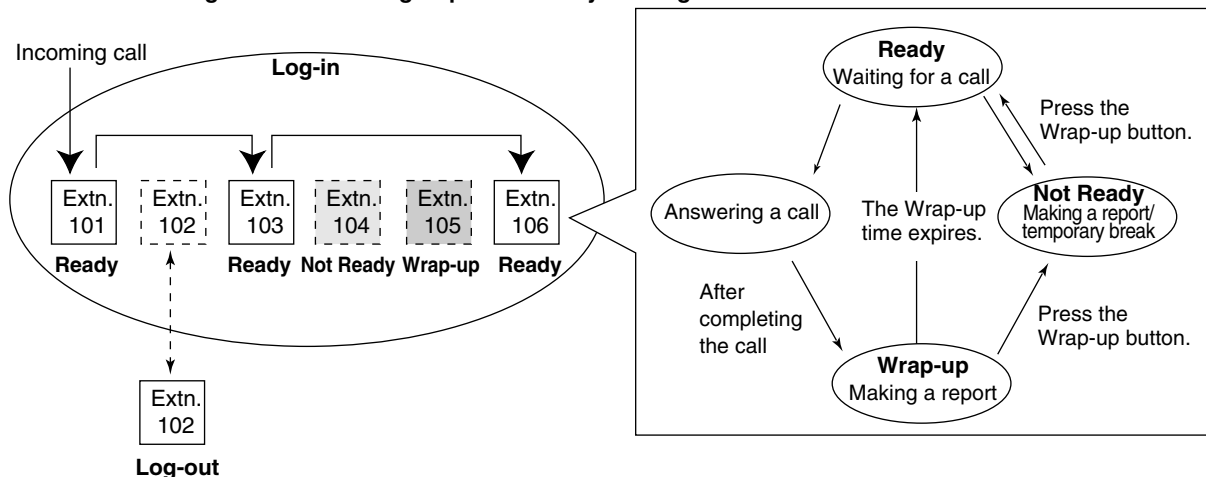 Incoming call
Log-in
Extn.
101
Extn.
102
Extn.
103
Extn.
104
Extn.
105
Extn.
106
Ready
Ready
Not Ready
Wrap-up
Ready
Extn.
102
Log-out
Ready
Waiting for a call
Press the
Wrap-up button.
Answering a call
The Wrap-up
time expires.
Not Ready
Making a report/
temporary break
After
completing
the call
Press the
Wrap-up button.
Wrap-up
Making a report